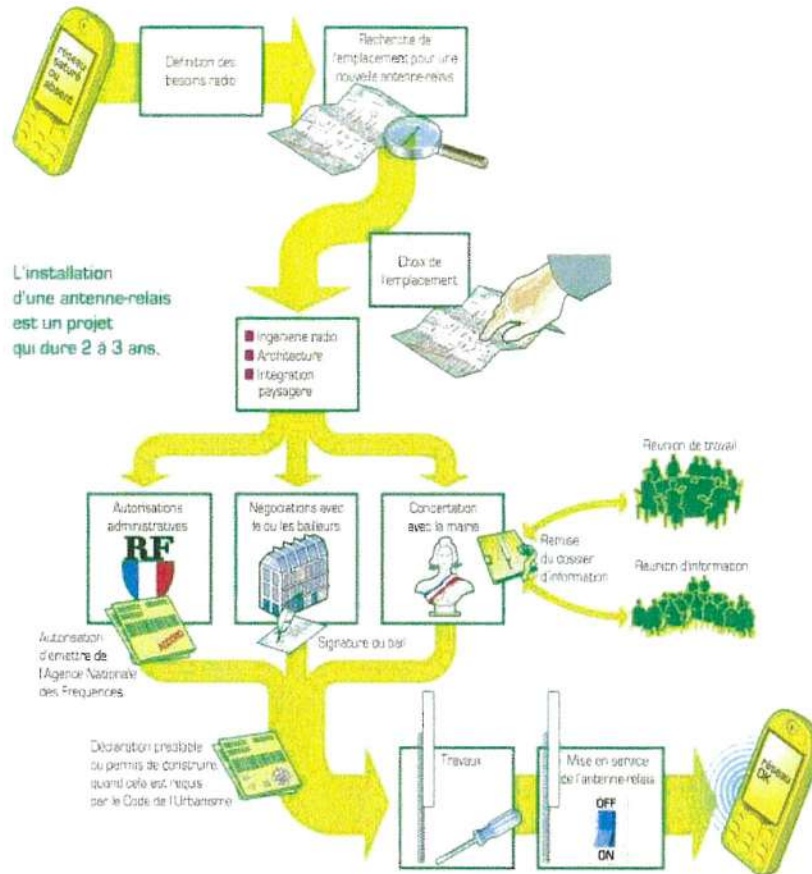 réseau
saturé
ou
absent
Définition des
besoins radio
Recherche de
l'emplacement pour une
nouvelle antenne-relais
Choix de
l'emplacement
L'installation
d'une antenne-relais
est un projet
qui dure 2 à 3 ans.
Ingénierie radio
Architecture
Intégration
paysagère
Autorisations
administratives
RF
ACCORD
Autorisation
d'émettre de
l'Agence Nationale
des Fréquences
Négociations avec
le ou les bailleurs
Signature du bail
Concertation
avec la mairie
Remise
du dossier
d'information
Réunion de travail
Réunion d'information
Déclaration préalable
ou permis de construire,
quand cela est requis
par le Code de l'Urbanisme
Travaux
Mise en service
de l'antenne-relais
OFF
ON
réseau
OK